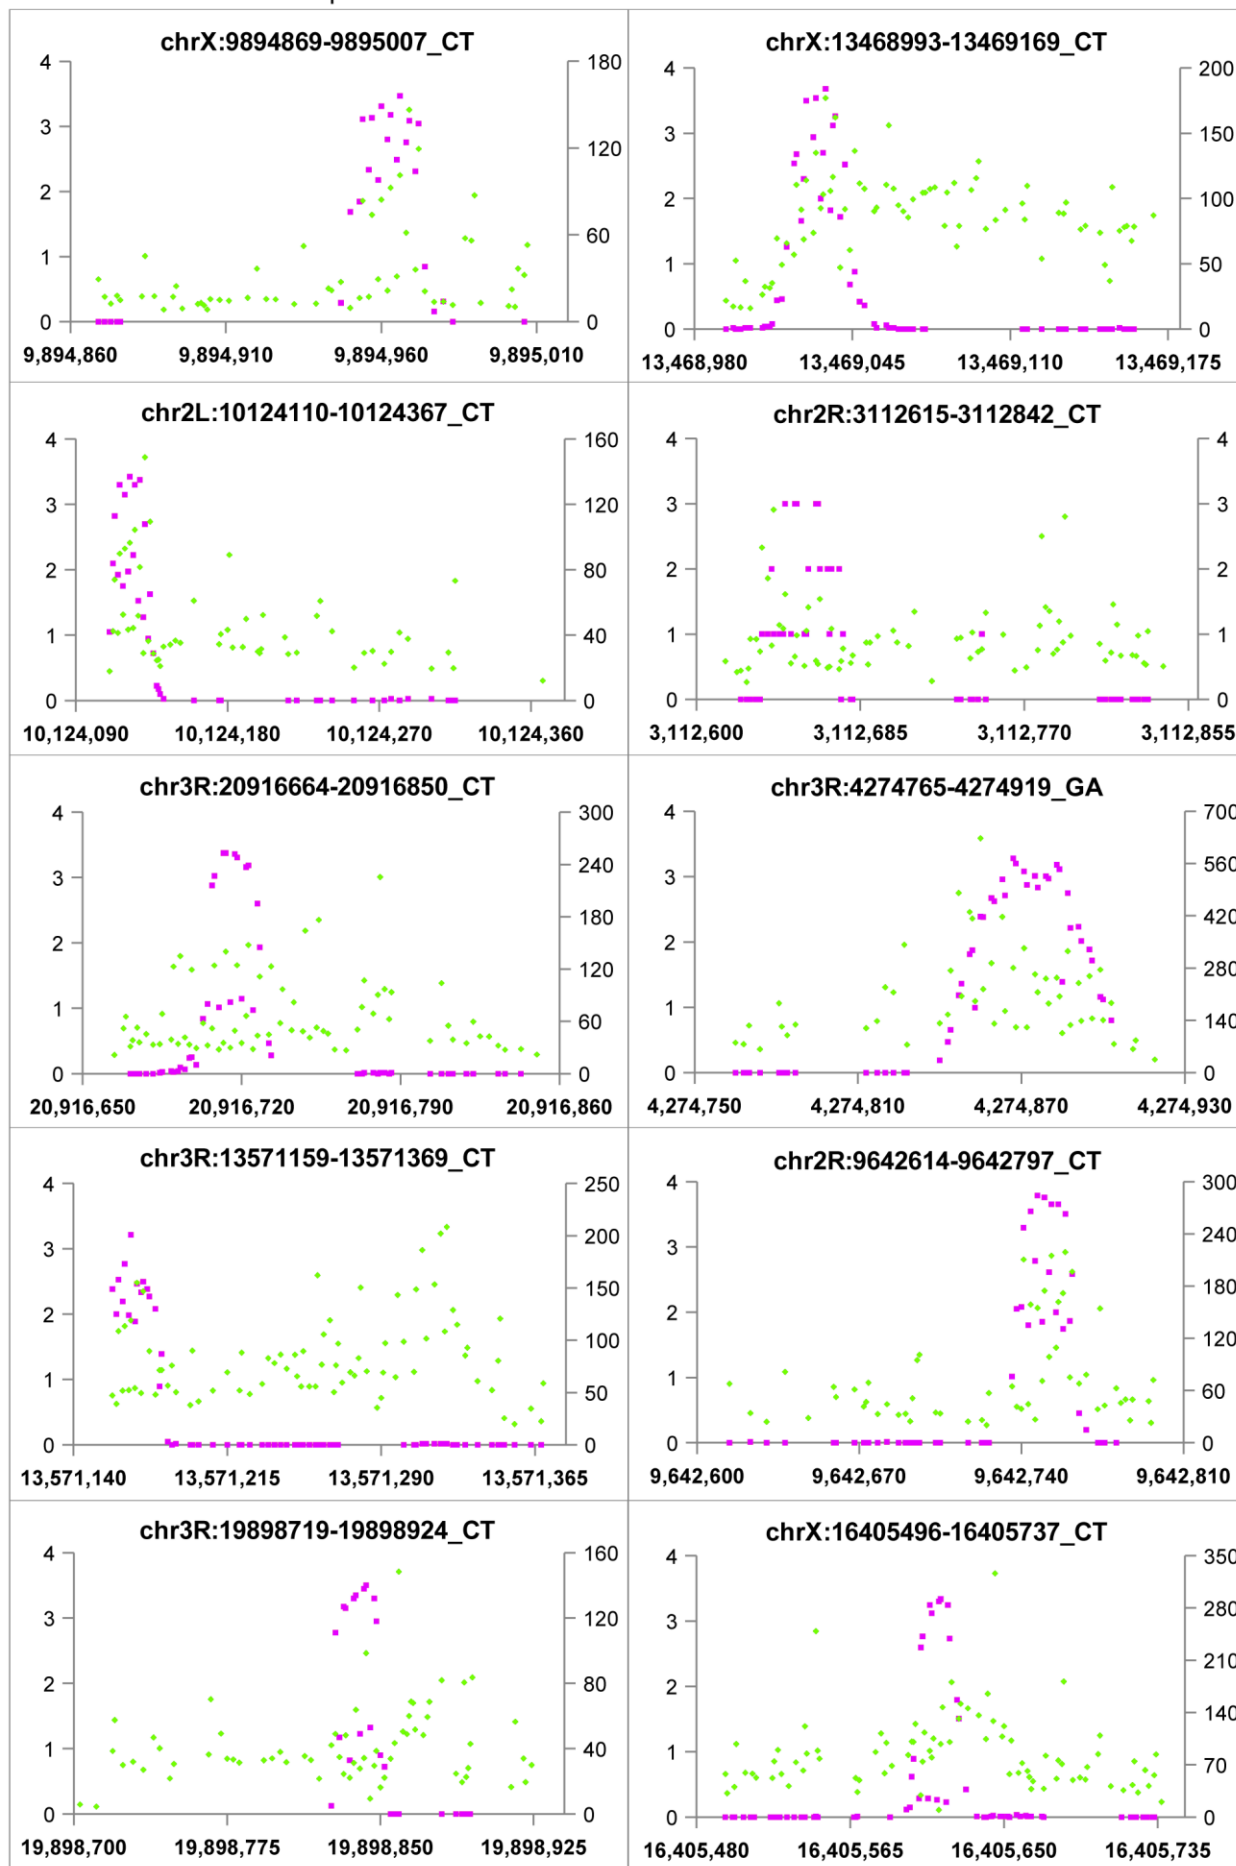 chrX:9894869-9895007_CT
4 3 2 1 0
180 120 60 0
9,894,860 9,894,910 9,894,960 9,895,010
chrX:13468993-13469169_CT
4 3 2 1 0
200 150 100 50 0
13,468,980 13,469,045 13,469,110 13,469,175
chr2L:10124110-10124367_CT
4 3 2 1 0
160 120 80 40 0
10,124,090 10,124,180 10,124,270 10,124,360
chr2R:3112615-3112842_CT
4 3 2 1 0
4 3 2 1 0
3,112,600 3,112,685 3,112,770 3,112,855
chr3R:20916664-20916850_CT
4 3 2 1 0
300 240 180 120 60 0
20,916,650 20,916,720 20,916,790 20,916,860
chr3R:4274765-4274919_GA
4 3 2 1 0
700 560 420 280 140 0
4,274,750 4,274,810 4,274,870 4,274,930
chr3R:13571159-13571369_CT
4 3 2 1 0
250 200 150 100 50 0
13,571,140 13,571,215 13,571,290 13,571,365
chr2R:9642614-9642797_CT
4 3 2 1 0
300 240 180 120 60 0
9,642,600 9,642,670 9,642,740 9,642,810
chr3R:19898719-19898924_CT
4 3 2 1 0
160 120 80 40 0
19,898,700 19,898,775 19,898,850 19,898,925
chrX:16405496-16405737_CT
4 3 2 1 0
350 280 210 140 70 0
16,405,480 16,405,565 16,405,650 16,405,735